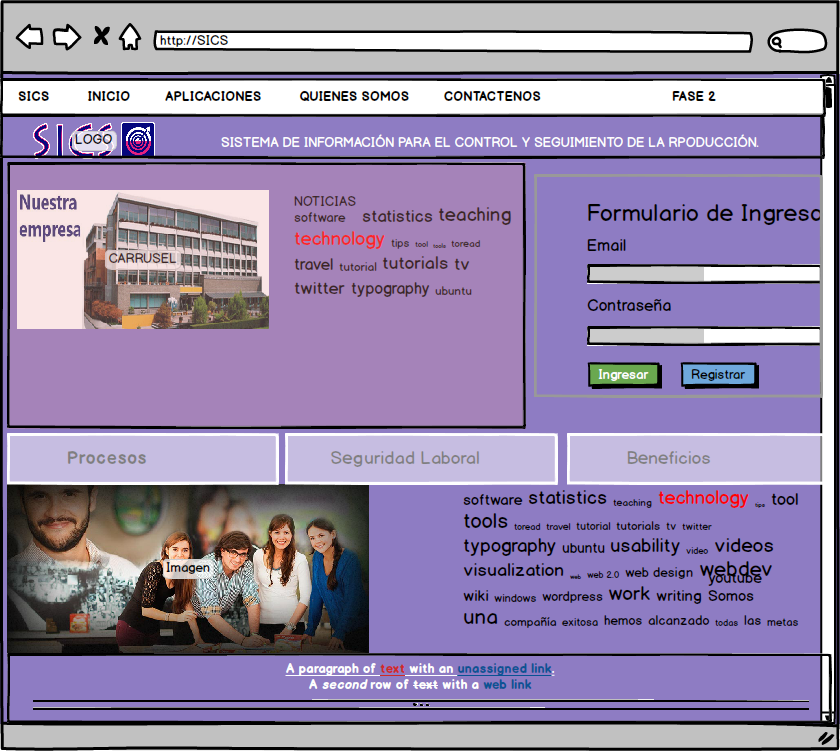 http://SICS
SICS INICIO APLICACIONES QUIENES SOMOS CONTACTENOS FASE 2
SICS LOGO
SISTEMA DE INFORMACIÓN PARA EL CONTROL Y SEGUIMIENTO DE LA RPODUCCIÓN.
Nuestra
empresa
CARRUSEL
NOTICIAS
software statistics teaching
technology tips tool tools toread
travel tutorial tutorials tv
twitter typography ubuntu
Formulario de Ingreso
Email
Contraseña
Ingresar Registrar
Procesos Seguridad Laboral Beneficios
Imagen
software statistics teaching technology tips tool
tools toread travel tutorial tutorials tv twitter
typography ubuntu usability video videos
visualization web web 2.0 web design webdev
youtube
wiki windows wordpress work writing Somos
una compañía exitosa hemos alcanzado todas las metas
A paragraph of text with an unassigned link.
A second row of text with a web link